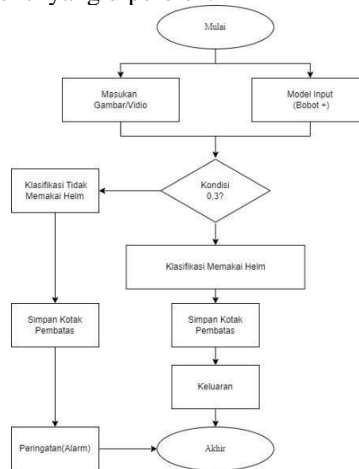 Mulai
Masukan
Gambar/Vidio
Model Input
(Bobot +)
Kondisi
0,3?
Klasifikasi Tidak
Memakai Helm
Klasifikasi Memakai Helm
Simpan Kotak
Pembatas
Simpan Kotak
Pembatas
Keluaran
Peringatan(Alarm)
Akhir